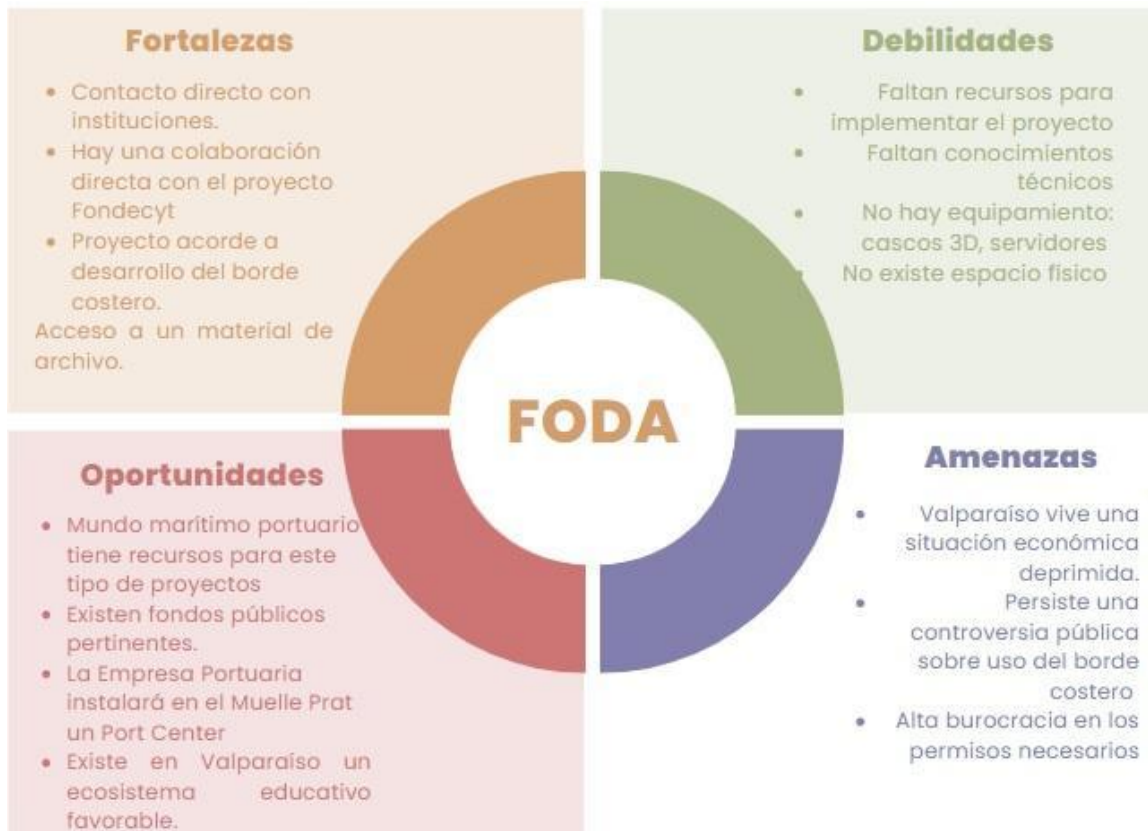 Fortalezas
• Contacto directo con
instituciones.
• Hay una colaboración
directa con el proyecto
Fondecyt
• Proyecto acorde a
desarrollo del borde
costero.
Acceso a un material de
archivo.
Debilidades
• Faltan recursos para
implementar el proyecto
• Faltan conocimientos
técnicos
• No hay equipamiento:
cascos 3D, servidores
• No existe espacio físico
FODA
Oportunidades
• Mundo marítimo portuario
tiene recursos para este
tipo de proyectos
• Existen fondos públicos
pertinentes.
• La Empresa Portuaria
instalará en el Muelle Prat
un Port Center
• Existe en Valparaíso un
ecosistema educativo
favorable.
Amenazas
• Valparaíso vive una
situación económica
deprimida.
• Persiste una
controversia pública
sobre uso del borde
costero
• Alta burocracia en los
permisos necesarios